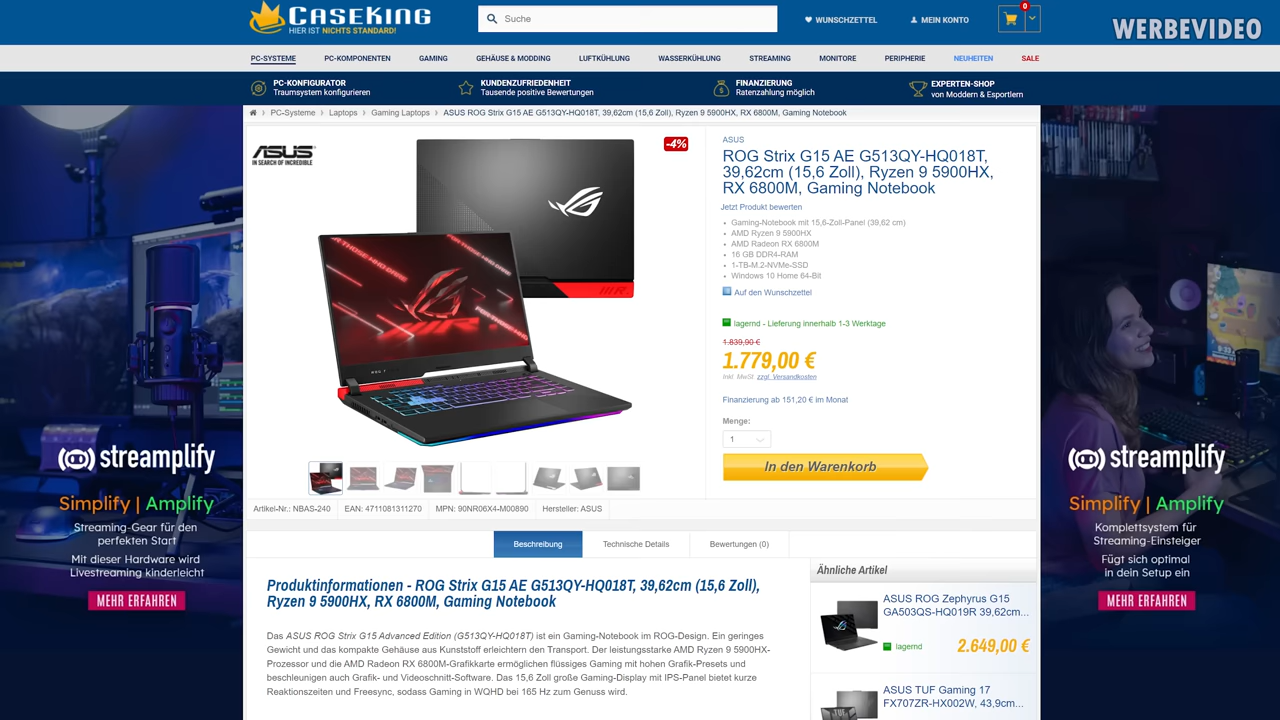 CASEKING
HIER IST NICHTS STANDARD!
Suche
WUNSCHZETTEL
MEIN KONTO
0
WERBEVIDEO
PC-SYSTEME
PC-KOMPONENTEN
GAMING
GEHÄUSE & MODDING
LUFTKÜHLUNG
WASSERKÜHLUNG
STREAMING
MONITORE
PERIPHERIE
NEUHEITEN
SALE
PC-KONFIGURATOR
Traumsystem konfigurieren
KUNDENZUFRIEDENHEIT
Tausende positive Bewertungen
FINANZIERUNG
Ratenzahlung möglich
EXPERTEN-SHOP
von Moddern & Esportlern
PC-Systeme
Laptops
Gaming Laptops
ASUS ROG Strix G15 AE G513QY-HQ018T, 39,62cm (15,6 Zoll), Ryzen 9 5900HX, RX 6800M, Gaming Notebook
ASUS
IN SEARCH OF INCREDIBLE
-4%
ASUS
ROG Strix G15 AE G513QY-HQ018T,
39,62cm (15,6 Zoll), Ryzen 9 5900HX,
RX 6800M, Gaming Notebook
Jetzt Produkt bewerten
Gaming-Notebook mit 15,6-Zoll-Panel (39,62 cm)
AMD Ryzen 9 5900HX
AMD Radeon RX 6800M
16 GB DDR4-RAM
1-TB-M.2-NVMe-SSD
Windows 10 Home 64-Bit
Auf den Wunschzettel
lagernd - Lieferung innerhalb 1-3 Werktage
1.839,90 €
1.779,00 €
Inkl. MwSt. zzgl. Versandkosten
Finanzierung ab 151,20 € im Monat
Menge:
1
In den Warenkorb
Artikel-Nr.: NBAS-240
EAN: 4711081311270
MPN: 90NR06X4-M00890
Hersteller: ASUS
Beschreibung
Technische Details
Bewertungen (0)
Produktinformationen - ROG Strix G15 AE G513QY-HQ018T, 39,62cm (15,6 Zoll),
Ryzen 9 5900HX, RX 6800M, Gaming Notebook
Das ASUS ROG Strix G15 Advanced Edition (G513QY-HQ018T) ist ein Gaming-Notebook im ROG-Design. Ein geringes
Gewicht und das kompakte Gehäuse aus Kunststoff erleichtern den Transport. Der leistungsstarke AMD Ryzen 9 5900HX-
Prozessor und die AMD Radeon RX 6800M-Grafikkarte ermöglichen flüssiges Gaming mit hohen Grafik-Presets und
beschleunigen auch Grafik- und Videoschnitt-Software. Das 15,6 Zoll große Gaming-Display mit IPS-Panel bietet kurze
Reaktionszeiten und Freesync, sodass Gaming in WQHD bei 165 Hz zum Genuss wird.
Ähnliche Artikel
ASUS ROG Zephyrus G15
GA503QS-HQ019R 39,62cm...
lagernd
2.649,00 €
ASUS TUF Gaming 17
FX707ZR-HX002W, 43,9cm...
streamplify
Simplify | Amplify
Streaming-Gear für den
perfekten Start
Mit dieser Hardware wird
Livestreaming kinderleicht
MEHR ERFAHREN
streamplify
Simplify | Amplify
Komplettsystem für
Streaming-Einsteiger
Fügt sich optimal
in dein Setup ein
MEHR ERFAHREN